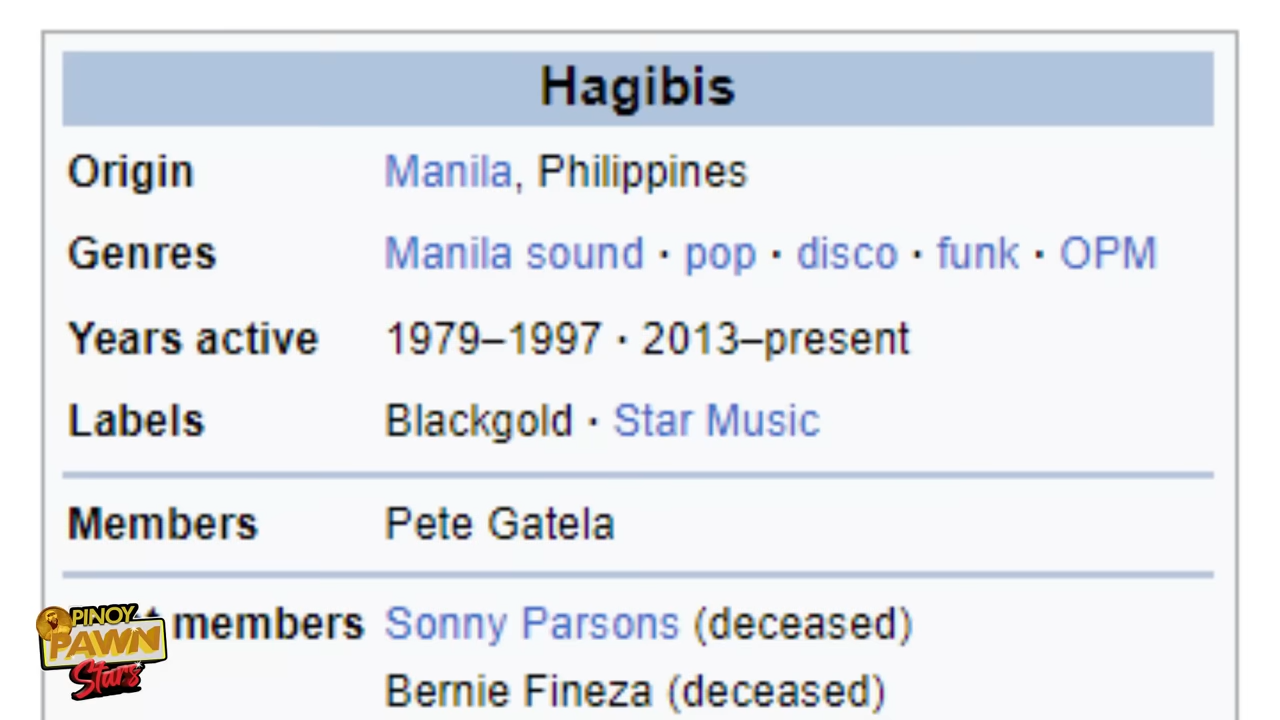 Hagibis
Origin Manila, Philippines
Genres Manila sound · pop · disco · funk · OPM
Years active 1979–1997 · 2013–present
Labels Blackgold · Star Music
Members Pete Gatela
members Sonny Parsons (deceased)
Bernie Fineza (deceased)
PINOY
PAWN
Stars